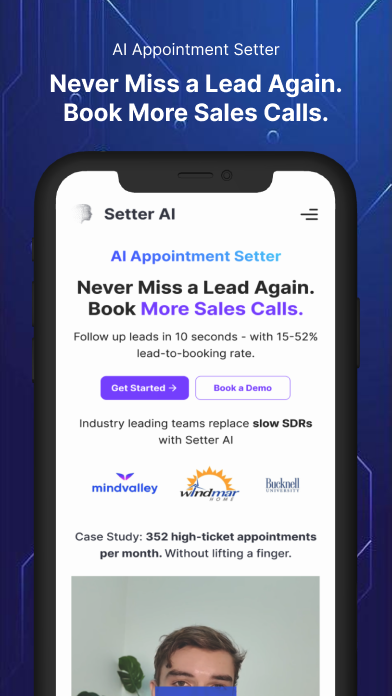 AI Appointment Setter
Never Miss a Lead Again.
Book More Sales Calls.
Setter AI
AI Appointment Setter
Never Miss a Lead Again.
Book More Sales Calls.
Follow up leads in 10 seconds - with 15-52%
lead-to-booking rate.
Get Started →
Book a Demo
Industry leading teams replace slow SDRs
with Setter AI
mindvalley
windmar
HOME
Bucknell
UNIVERSITY
Case Study: 352 high-ticket appointments
per month. Without lifting a finger.